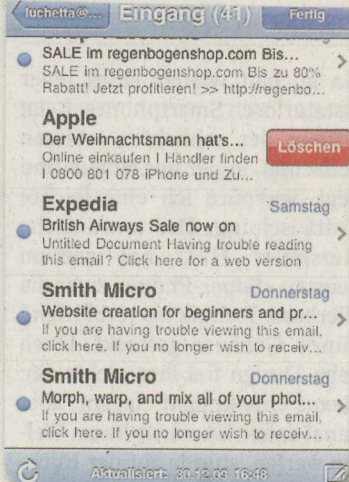 luchetta@... Eingang (41) Fertig
SALE im regenbogenshop.com Bis...
SALE im regenbogenshop.com Bis zu 80%
Rabatt! Jetzt profitieren! >> http://regenbo...
Apple
Der Weihnachtsmann hat's...
Online einkaufen I Händler finden
I 0800 801 078 iPhone und Zu...
Löschen
Expedia Samstag
British Airways Sale now on
Untitled Document Having trouble reading
this email? Click here for a web version
Smith Micro Donnerstag
Website creation for beginners and pr...
If you are having trouble viewing this email,
click here. If you no longer wish to receiv...
Smith Micro Donnerstag
Morph, warp, and mix all of your phot...
If you are having trouble viewing this email,
click here. If you no longer wish to receiv...
Aktualisiert: 30.12.09 16:48